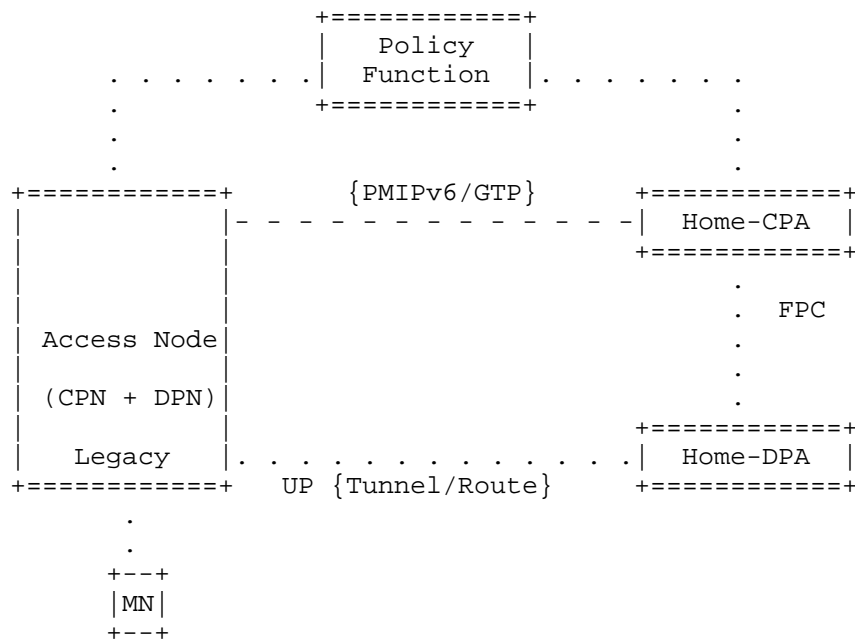 Policy
Function
{PMIPv6/GTP}
Home-CPA
FPC
Access Node
(CPN + DPN)
Legacy
Home-DPA
UP {Tunnel/Route}
MN